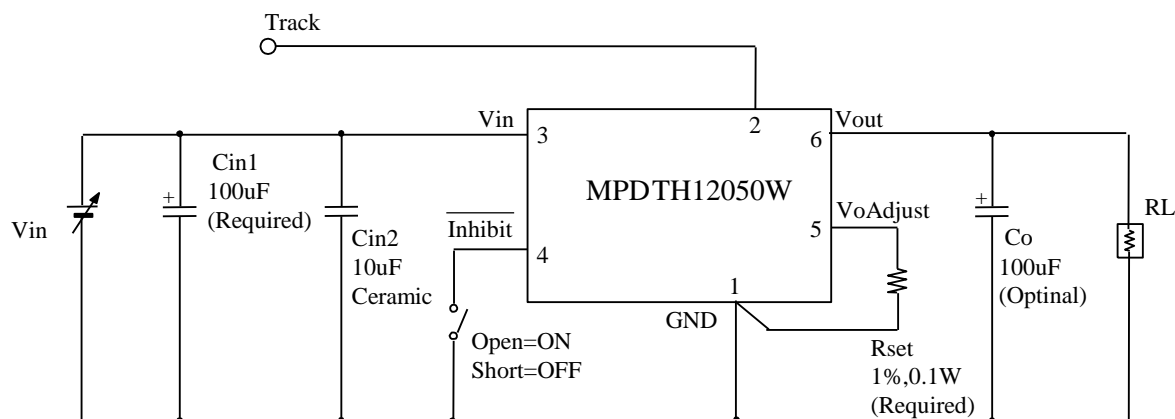 Track
Vin
3
2
6
Vout
Cin1
+
100uF
(Required)
MPDTH12050W
Vin
Cin2
10uF
Ceramic
Inhibit
4
5
VoAdjust
+
Co
100uF
(Optinal)
RL
1
GND
Open=ON
Short=OFF
Rset
1%,0.1W
(Required)